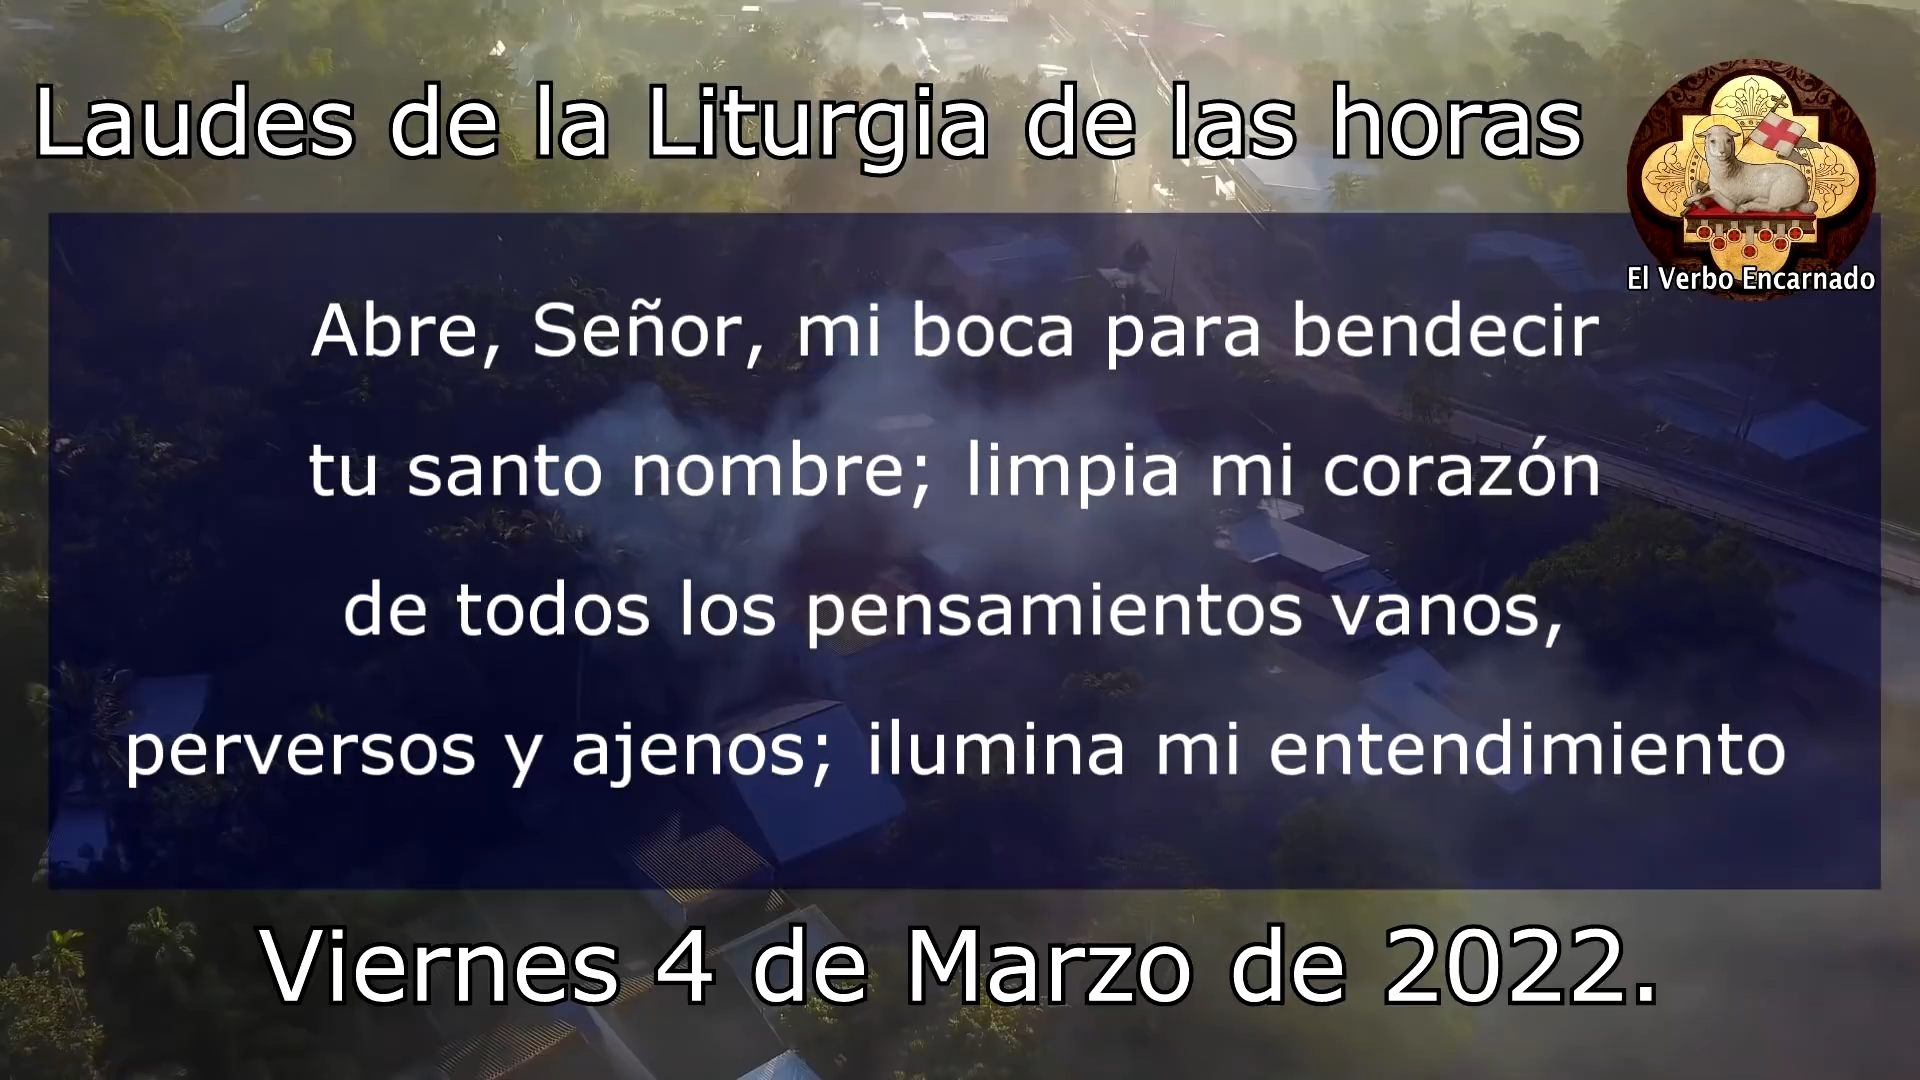 Laudes de la Liturgia de las horas
El Verbo Encarnado
Abre, Señor, mi boca para bendecir
tu santo nombre; limpia mi corazón
de todos los pensamientos vanos,
perversos y ajenos; ilumina mi entendimiento
Viernes 4 de Marzo de 2022.